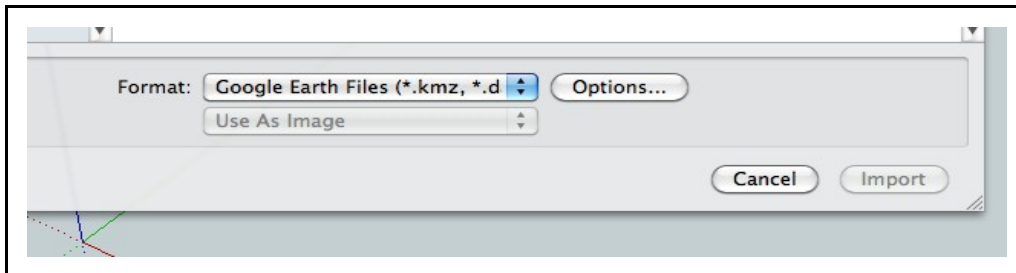 Format: Google Earth Files (*.kmz, *.d Options...
Use As Image
Cancel Import